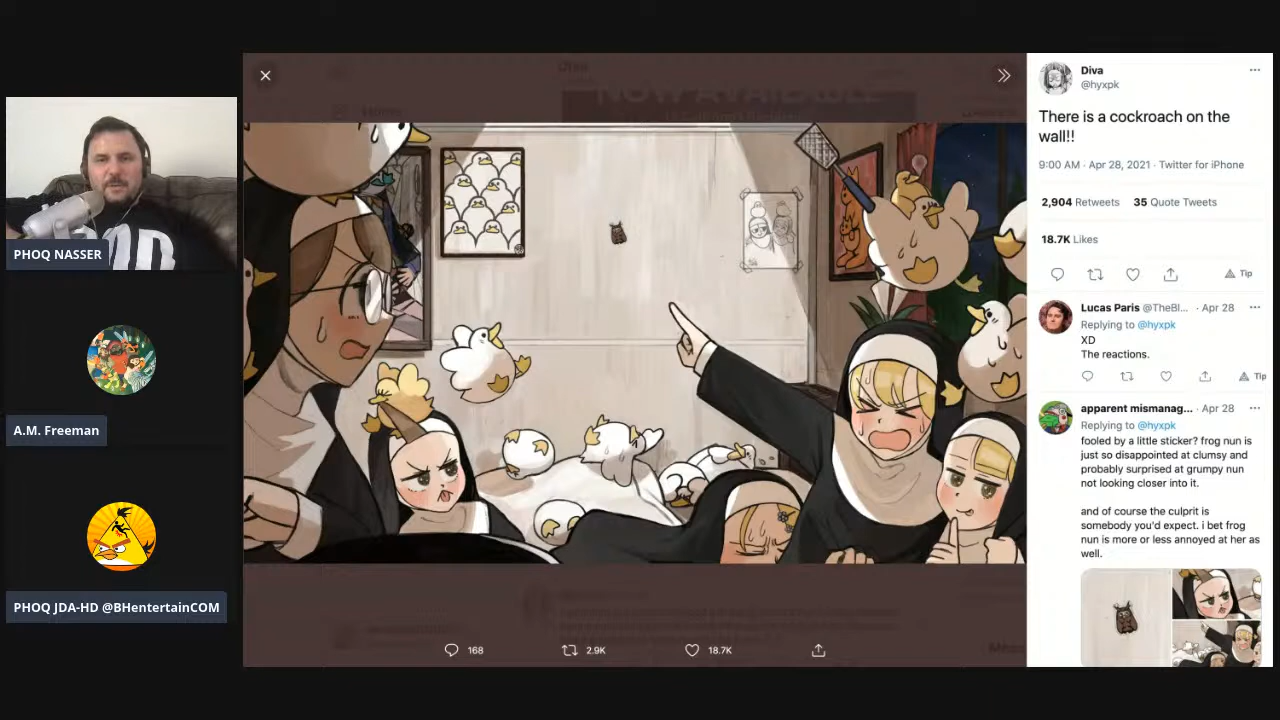 PHOQ NASSER
A.M. Freeman
PHOQ JDA-HD @BHentertainCOM
168
2.9K
18.7K
Diva
@hyxpk
There is a cockroach on the
wall!!
9:00 AM · Apr 28, 2021 · Twitter for iPhone
2,904 Retweets 35 Quote Tweets
18.7K Likes
Tip
Lucas Paris @TheBl... · Apr 28
Replying to @hyxpk
XD
The reactions.
Tip
apparent mismanag... · Apr 28
Replying to @hyxpk
fooled by a little sticker? frog nun is
just so disappointed at clumsy and
probably surprised at grumpy nun
not looking closer into it.
and of course the culprit is
somebody you'd expect. i bet frog
nun is more or less annoyed at her as
well.